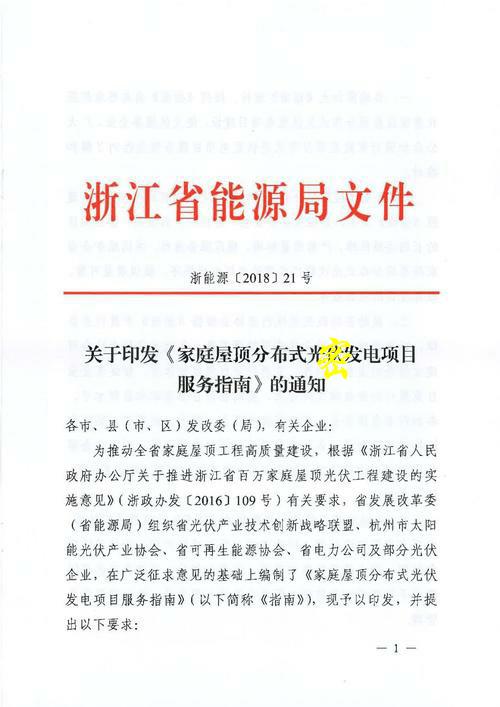 浙江省能源局文件
浙能源〔2018〕21号
关于印发《家庭屋顶分布式光伏发电项目
服务指南》的通知
密
各市、县（市、区）发改委（局），有关企业：
为推动全省家庭屋顶工程高质量建设，根据《浙江省人民
政府办公厅关于推进浙江省百万家庭屋顶光伏工程建设的实
施意见》（浙政办发〔2016〕109号）有关要求，省发展改革委
（省能源局）组织省光伏产业技术创新战略联盟、杭州市太阳
能光伏产业协会、省可再生能源协会、省电力公司及部分光伏
企业，在广泛征求意见的基础上编制了《家庭屋顶分布式光伏
发电项目服务指南》（以下简称《指南》），现予以印发，并提
出以下要求：
— 1 —